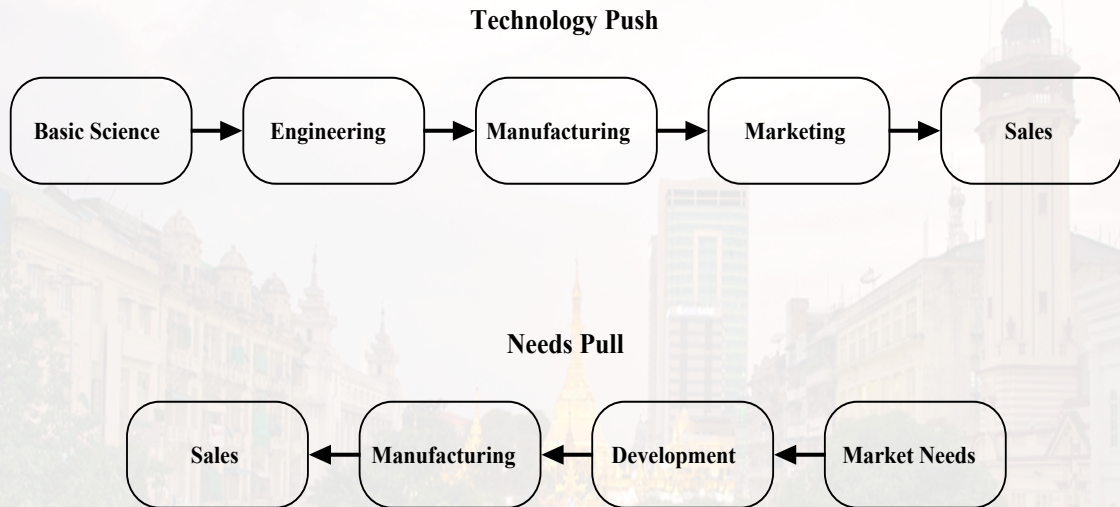 Technology Push
Basic Science
Engineering
Manufacturing
Marketing
Sales
Needs Pull
Sales
Manufacturing
Development
Market Needs